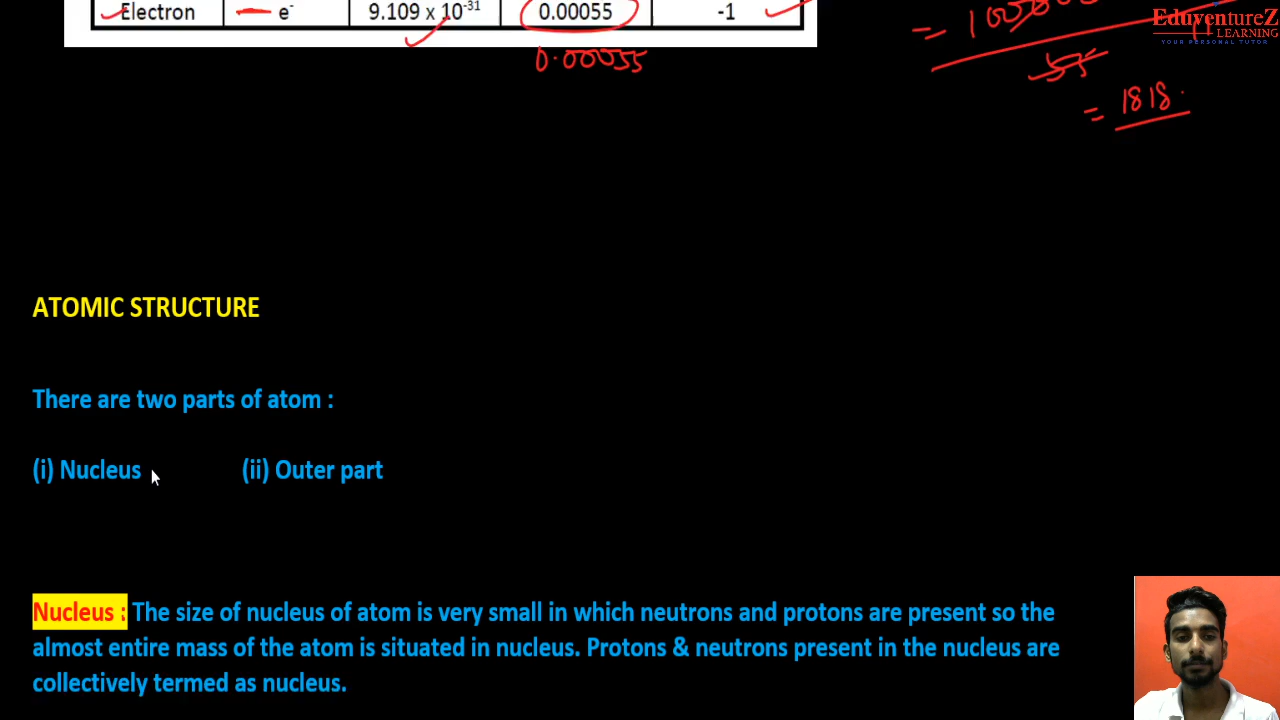 Electron e⁻ 9.109 x 10⁻³¹ 0.00055 -1
0.00055
= 1818.
EduventureZ
LEARNING
YOUR PERSONAL TUTOR
ATOMIC STRUCTURE
There are two parts of atom :
(i) Nucleus (ii) Outer part
Nucleus : The size of nucleus of atom is very small in which neutrons and protons are present so the
almost entire mass of the atom is situated in nucleus. Protons & neutrons present in the nucleus are
collectively termed as nucleus.